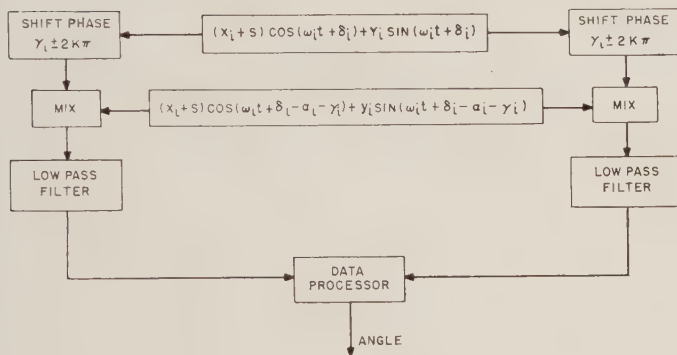 SHIFT PHASE
γᵢ ± 2Kπ
(Xᵢ+S) COS(ωᵢt + δᵢ) + Yᵢ SIN (ωᵢt + δᵢ)
SHIFT PHASE
γᵢ ± 2Kπ
MIX
(Xᵢ+S) COS(ωᵢt + δᵢ − αᵢ − γᵢ) + yᵢ SIN(ωᵢt + δᵢ − αᵢ − γᵢ)
MIX
LOW PASS
FILTER
LOW PASS
FILTER
DATA
PROCESSOR
ANGLE